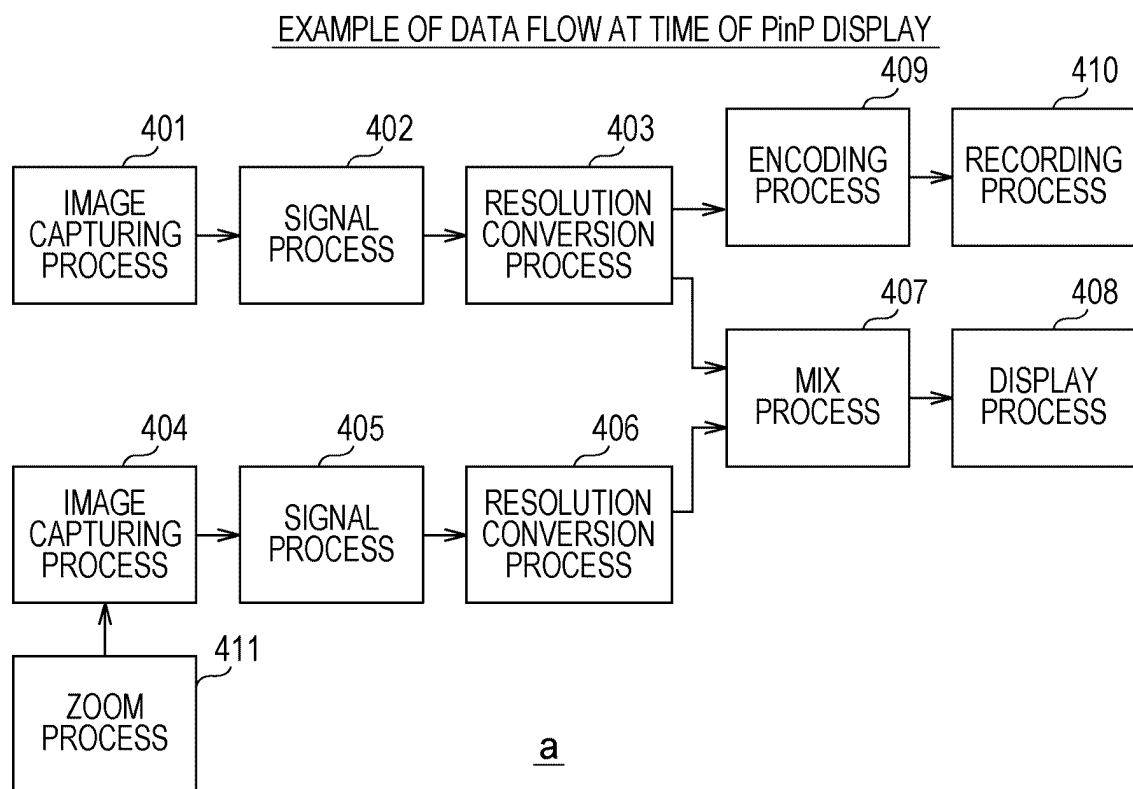 EXAMPLE OF DATA FLOW AT TIME OF PinP DISPLAY
401
IMAGE
CAPTURING
PROCESS
402
SIGNAL
PROCESS
403
RESOLUTION
CONVERSION
PROCESS
409
ENCODING
PROCESS
410
RECORDING
PROCESS
407
MIX
PROCESS
408
DISPLAY
PROCESS
404
IMAGE
CAPTURING
PROCESS
405
SIGNAL
PROCESS
406
RESOLUTION
CONVERSION
PROCESS
411
ZOOM
PROCESS
a